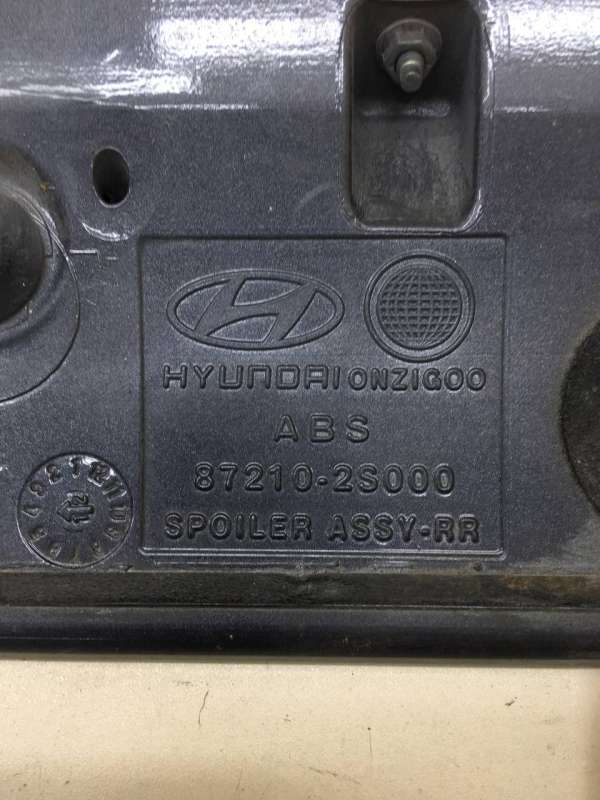 HYUNDAI ONZIGOO
ABS
87210-2S000
SPOILER ASSY-RR